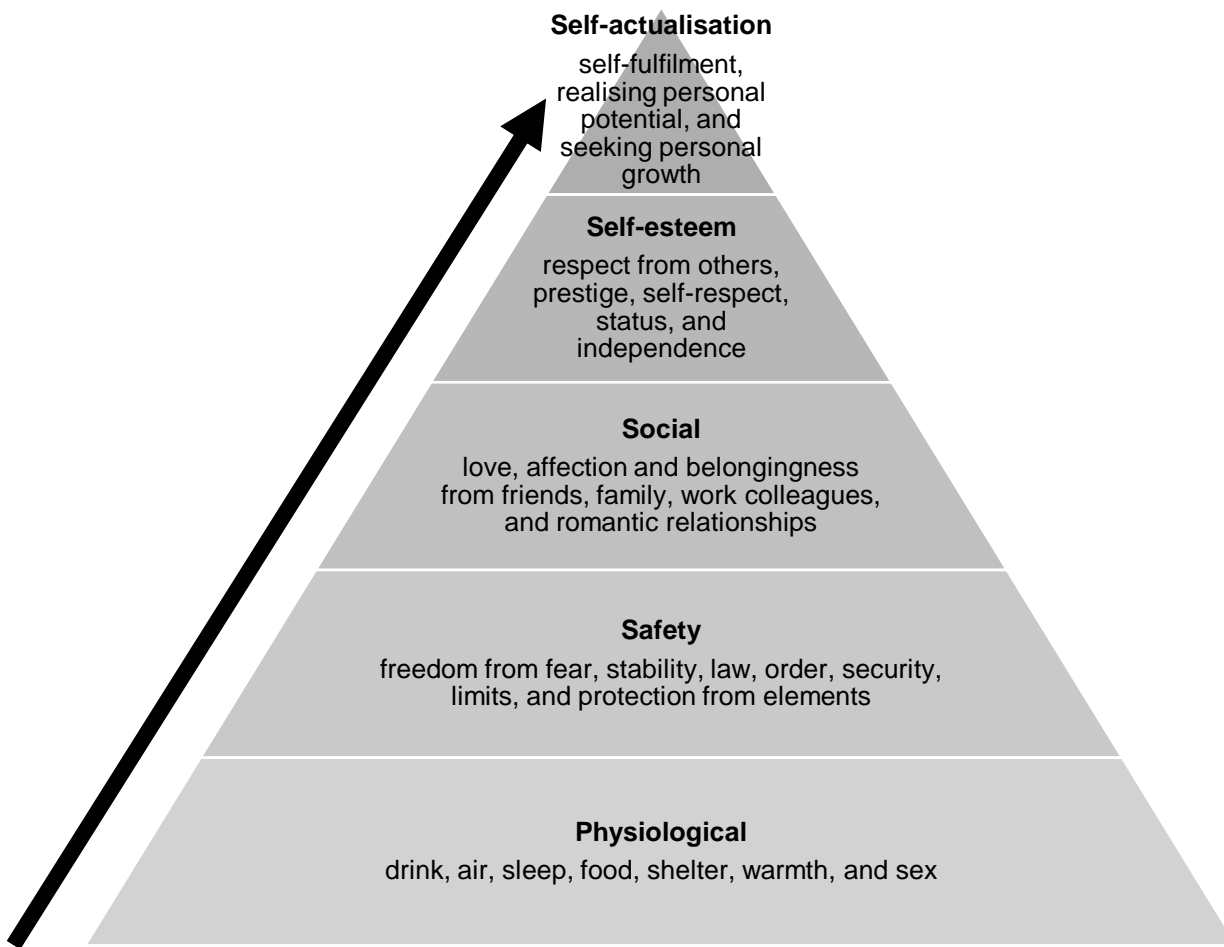 Self-actualisation
self-fulfilment,
realising personal
potential, and
seeking personal
growth
Self-esteem
respect from others,
prestige, self-respect,
status, and
independence
Social
love, affection and belongingness
from friends, family, work colleagues,
and romantic relationships
Safety
freedom from fear, stability, law, order, security,
limits, and protection from elements
Physiological
drink, air, sleep, food, shelter, warmth, and sex